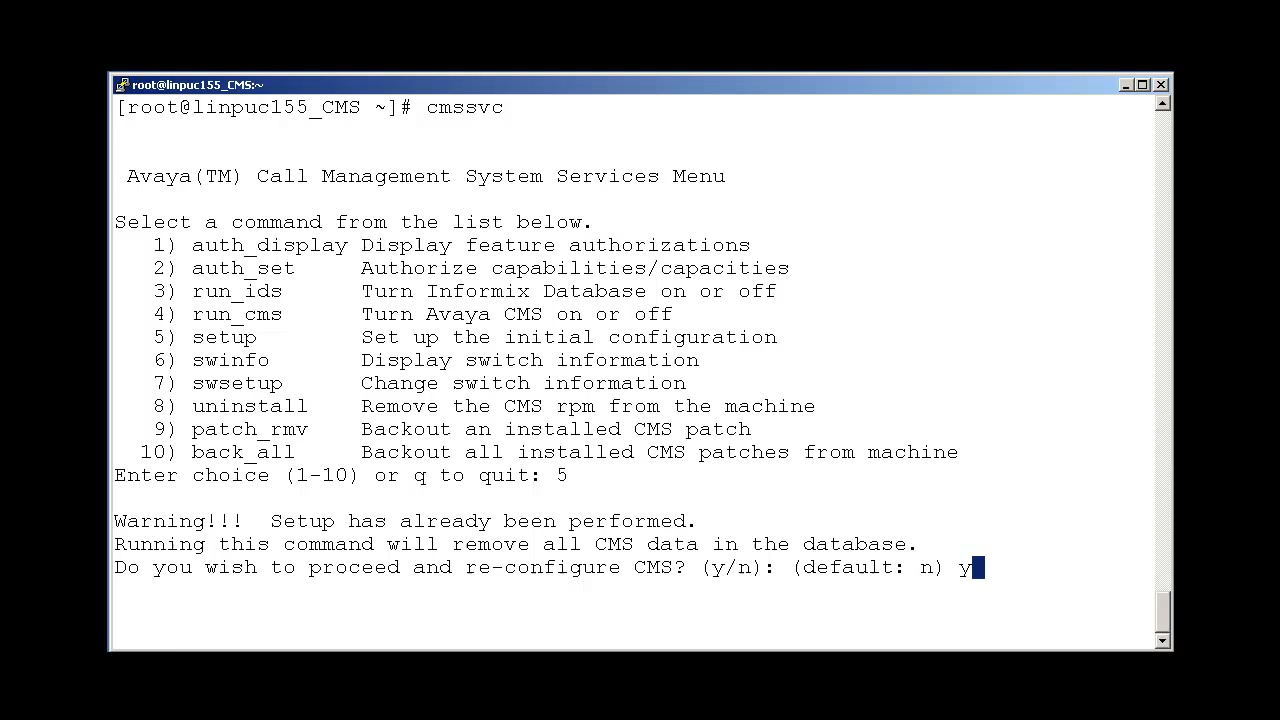 root@linpuc155_CMS:~
[root@linpuc155_CMS ~]# cmssvc
Avaya(TM) Call Management System Services Menu
Select a command from the list below.
1) auth_display Display feature authorizations
2) auth_set Authorize capabilities/capacities
3) run_ids Turn Informix Database on or off
4) run_cms Turn Avaya CMS on or off
5) setup Set up the initial configuration
6) swinfo Display switch information
7) swsetup Change switch information
8) uninstall Remove the CMS rpm from the machine
9) patch_rmv Backout an installed CMS patch
10) back_all Backout all installed CMS patches from machine
Enter choice (1-10) or q to quit: 5
Warning!!! Setup has already been performed.
Running this command will remove all CMS data in the database.
Do you wish to proceed and re-configure CMS? (y/n): (default: n) y